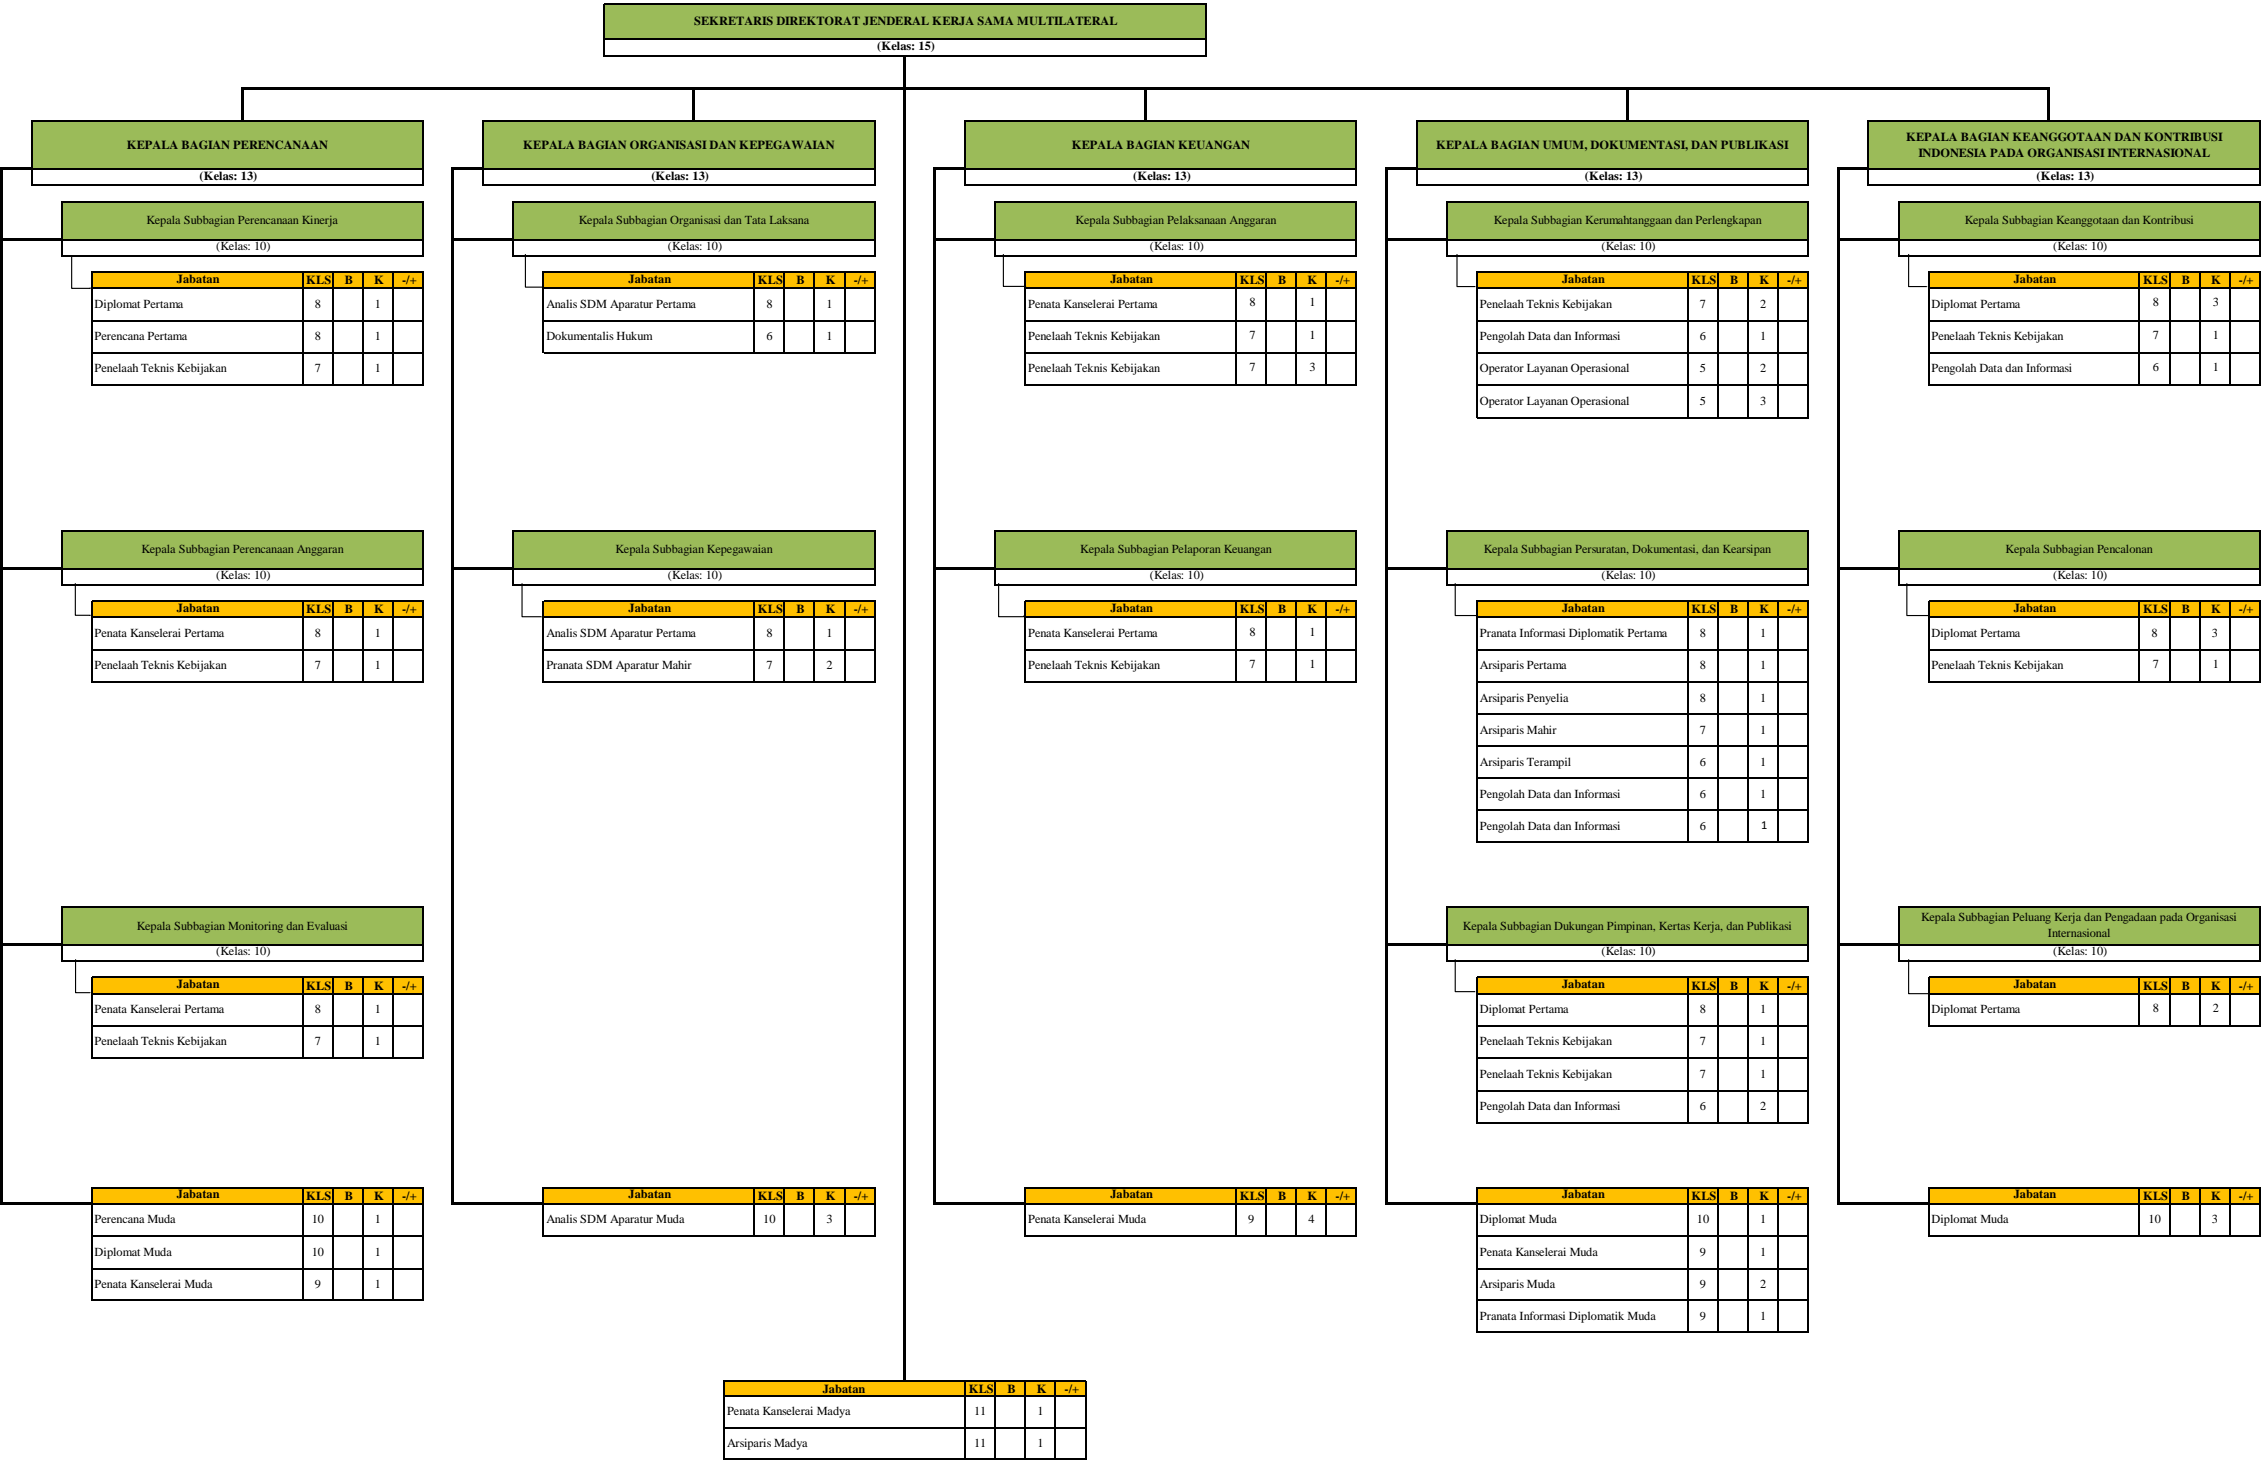 SEKRETARIS DIREKTORAT JENDERAL KERJA SAMA MULTILATERAL
(Kelas: 15)
KEPALA BAGIAN PERENCANAAN
(Kelas: 13)
Kepala Subbagian Perencanaan Kinerja
(Kelas: 10)
Jabatan KLS B K -/+
Diplomat Pertama 8 1
Perencana Pertama 8 1
Penelaah Teknis Kebijakan 7 1
Kepala Subbagian Perencanaan Anggaran
(Kelas: 10)
Jabatan KLS B K -/+
Penata Kanselerai Pertama 8 1
Penelaah Teknis Kebijakan 7 1
Kepala Subbagian Monitoring dan Evaluasi
(Kelas: 10)
Jabatan KLS B K -/+
Penata Kanselerai Pertama 8 1
Penelaah Teknis Kebijakan 7 1
Jabatan KLS B K -/+
Perencana Muda 10 1
Diplomat Muda 10 1
Penata Kanselerai Muda 9 1
KEPALA BAGIAN ORGANISASI DAN KEPEGAWAIAN
(Kelas: 13)
Kepala Subbagian Organisasi dan Tata Laksana
(Kelas: 10)
Jabatan KLS B K -/+
Analis SDM Aparatur Pertama 8 1
Dokumentalis Hukum 6 1
Kepala Subbagian Kepegawaian
(Kelas: 10)
Jabatan KLS B K -/+
Analis SDM Aparatur Pertama 8 1
Pranata SDM Aparatur Mahir 7 2
Jabatan KLS B K -/+
Analis SDM Aparatur Muda 10 3
KEPALA BAGIAN KEUANGAN
(Kelas: 13)
Kepala Subbagian Pelaksanaan Anggaran
(Kelas: 10)
Jabatan KLS B K -/+
Penata Kanselerai Pertama 8 1
Penelaah Teknis Kebijakan 7 1
Penelaah Teknis Kebijakan 7 3
Kepala Subbagian Pelaporan Keuangan
(Kelas: 10)
Jabatan KLS B K -/+
Penata Kanselerai Pertama 8 1
Penelaah Teknis Kebijakan 7 1
Jabatan KLS B K -/+
Penata Kanselerai Muda 9 4
KEPALA BAGIAN UMUM, DOKUMENTASI, DAN PUBLIKASI
(Kelas: 13)
Kepala Subbagian Kerumahtanggaan dan Perlengkapan
(Kelas: 10)
Jabatan KLS B K -/+
Penelaah Teknis Kebijakan 7 2
Pengolah Data dan Informasi 6 1
Operator Layanan Operasional 5 2
Operator Layanan Operasional 5 3
Kepala Subbagian Persuratan, Dokumentasi, dan Kearsipan
(Kelas: 10)
Jabatan KLS B K -/+
Pranata Informasi Diplomatik Pertama 8 1
Arsiparis Pertama 8 1
Arsiparis Penyelia 8 1
Arsiparis Mahir 7 1
Arsiparis Terampil 6 1
Pengolah Data dan Informasi 6 1
Pengolah Data dan Informasi 6 1
Kepala Subbagian Dukungan Pimpinan, Kertas Kerja, dan Publikasi
(Kelas: 10)
Jabatan KLS B K -/+
Diplomat Pertama 8 1
Penelaah Teknis Kebijakan 7 1
Penelaah Teknis Kebijakan 7 1
Pengolah Data dan Informasi 6 2
Jabatan KLS B K -/+
Diplomat Muda 10 1
Penata Kanselerai Muda 9 1
Arsiparis Muda 9 2
Pranata Informasi Diplomatik Muda 9 1
KEPALA BAGIAN KEANGGOTAAN DAN KONTRIBUSI
INDONESIA PADA ORGANISASI INTERNASIONAL
(Kelas: 13)
Kepala Subbagian Keanggotaan dan Kontribusi
(Kelas: 10)
Jabatan KLS B K -/+
Diplomat Pertama 8 3
Penelaah Teknis Kebijakan 7 1
Pengolah Data dan Informasi 6 1
Kepala Subbagian Pencalonan
(Kelas: 10)
Jabatan KLS B K -/+
Diplomat Pertama 8 3
Penelaah Teknis Kebijakan 7 1
Kepala Subbagian Peluang Kerja dan Pengadaan pada Organisasi
Internasional
(Kelas: 10)
Jabatan KLS B K -/+
Diplomat Pertama 8 2
Jabatan KLS B K -/+
Diplomat Muda 10 3
Jabatan KLS B K -/+
Penata Kanselerai Madya 11 1
Arsiparis Madya 11 1